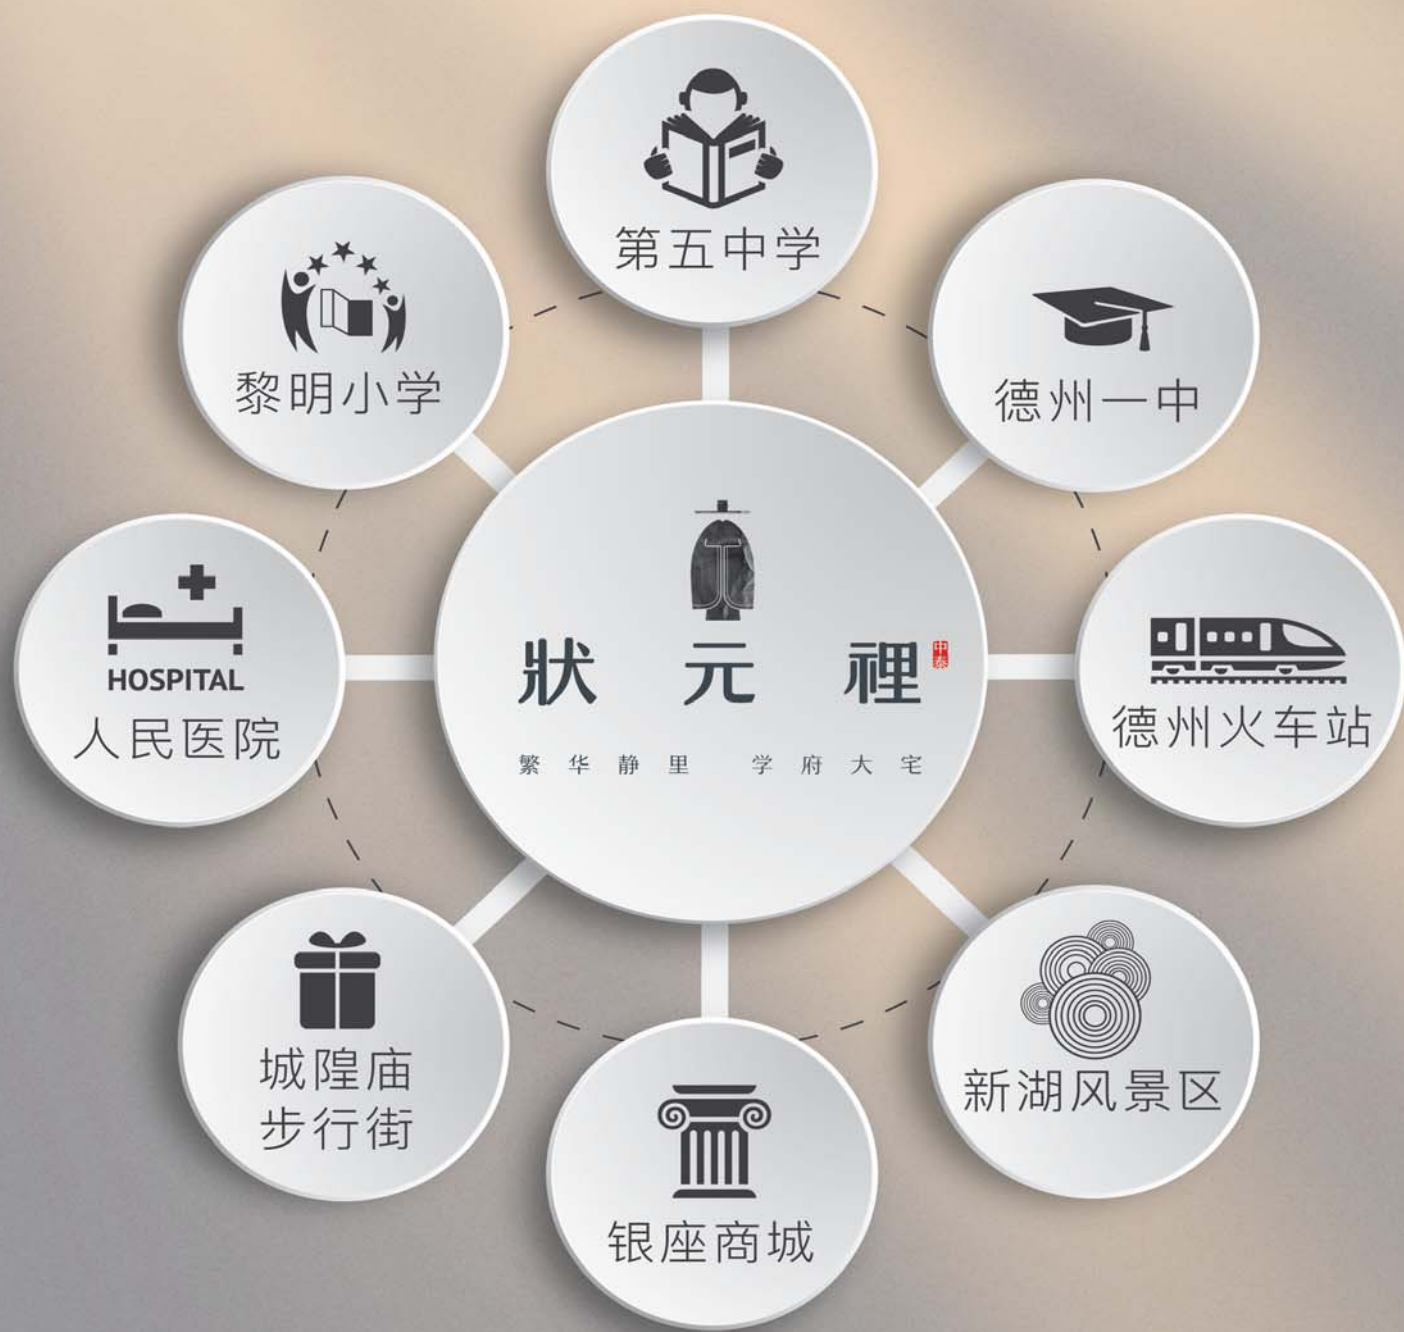 第五中学
黎明小学
德州一中
狀元裡
中泰
繁华静里 学府大宅
HOSPITAL
人民医院
德州火车站
城隍庙
步行街
新湖风景区
银座商城